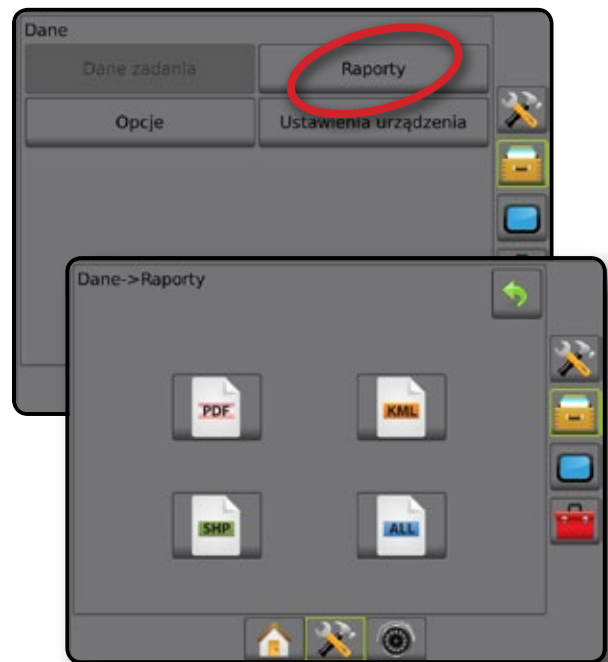 Dane
Dane zadania
Raporty
Opcje
Ustawienia urządzenia
Dane->Raporty
PDF
KML
SHP
ALL